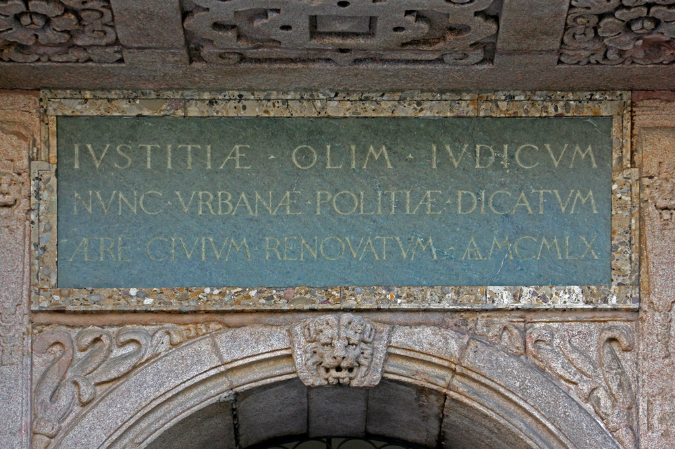 IVSTITIÆ · OLIM · IVDICVM
NVNC · VRBANÆ · POLITIÆ · DICATVM
ÆRE · CIVIVM · RENOVATVM · A.MCMLX